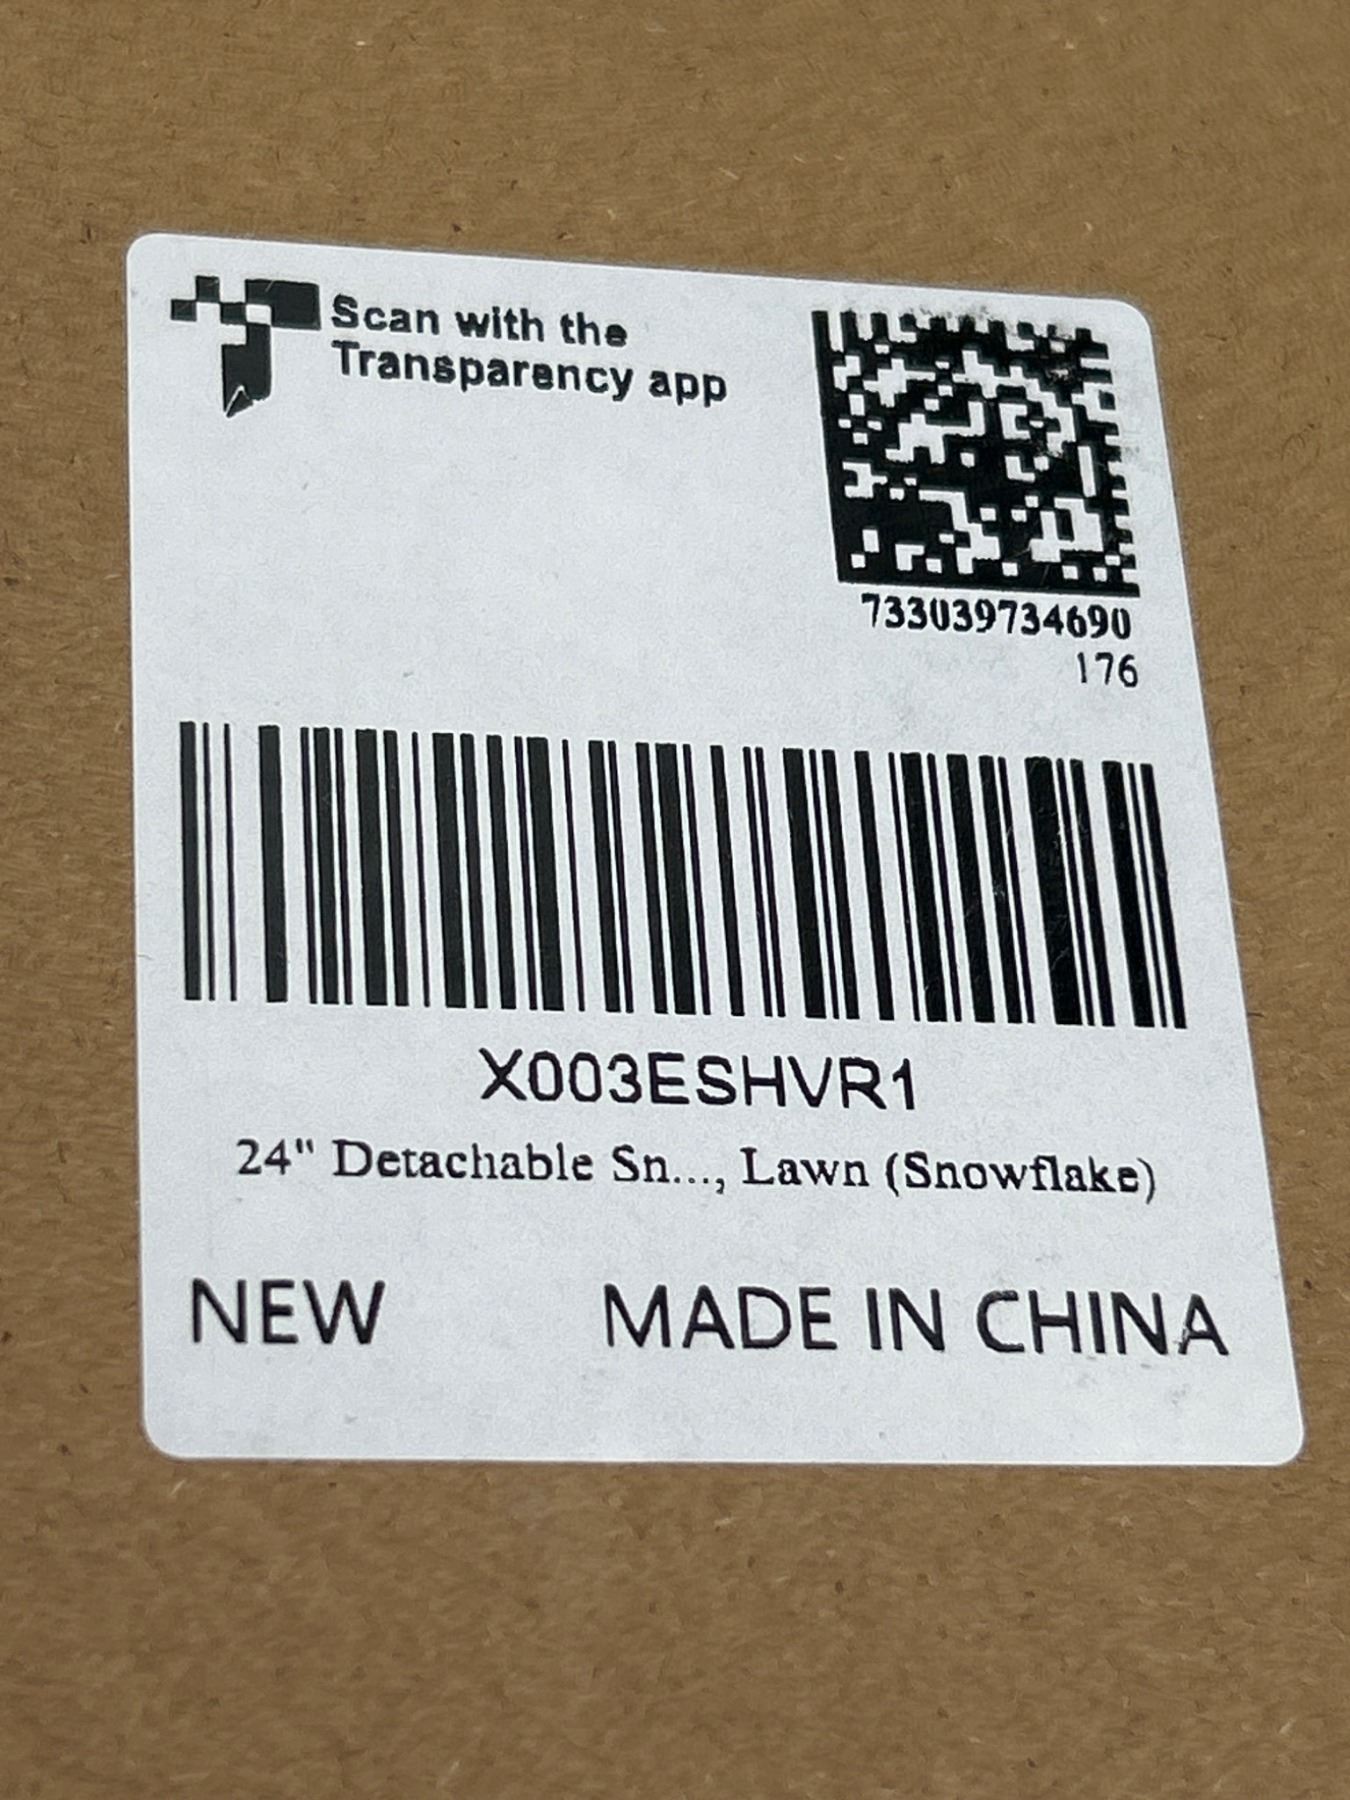 Scan with the
Transparency app
733039734690
176
X003ESHVR1
24" Detachable Sn..., Lawn (Snowflake)
NEW MADE IN CHINA